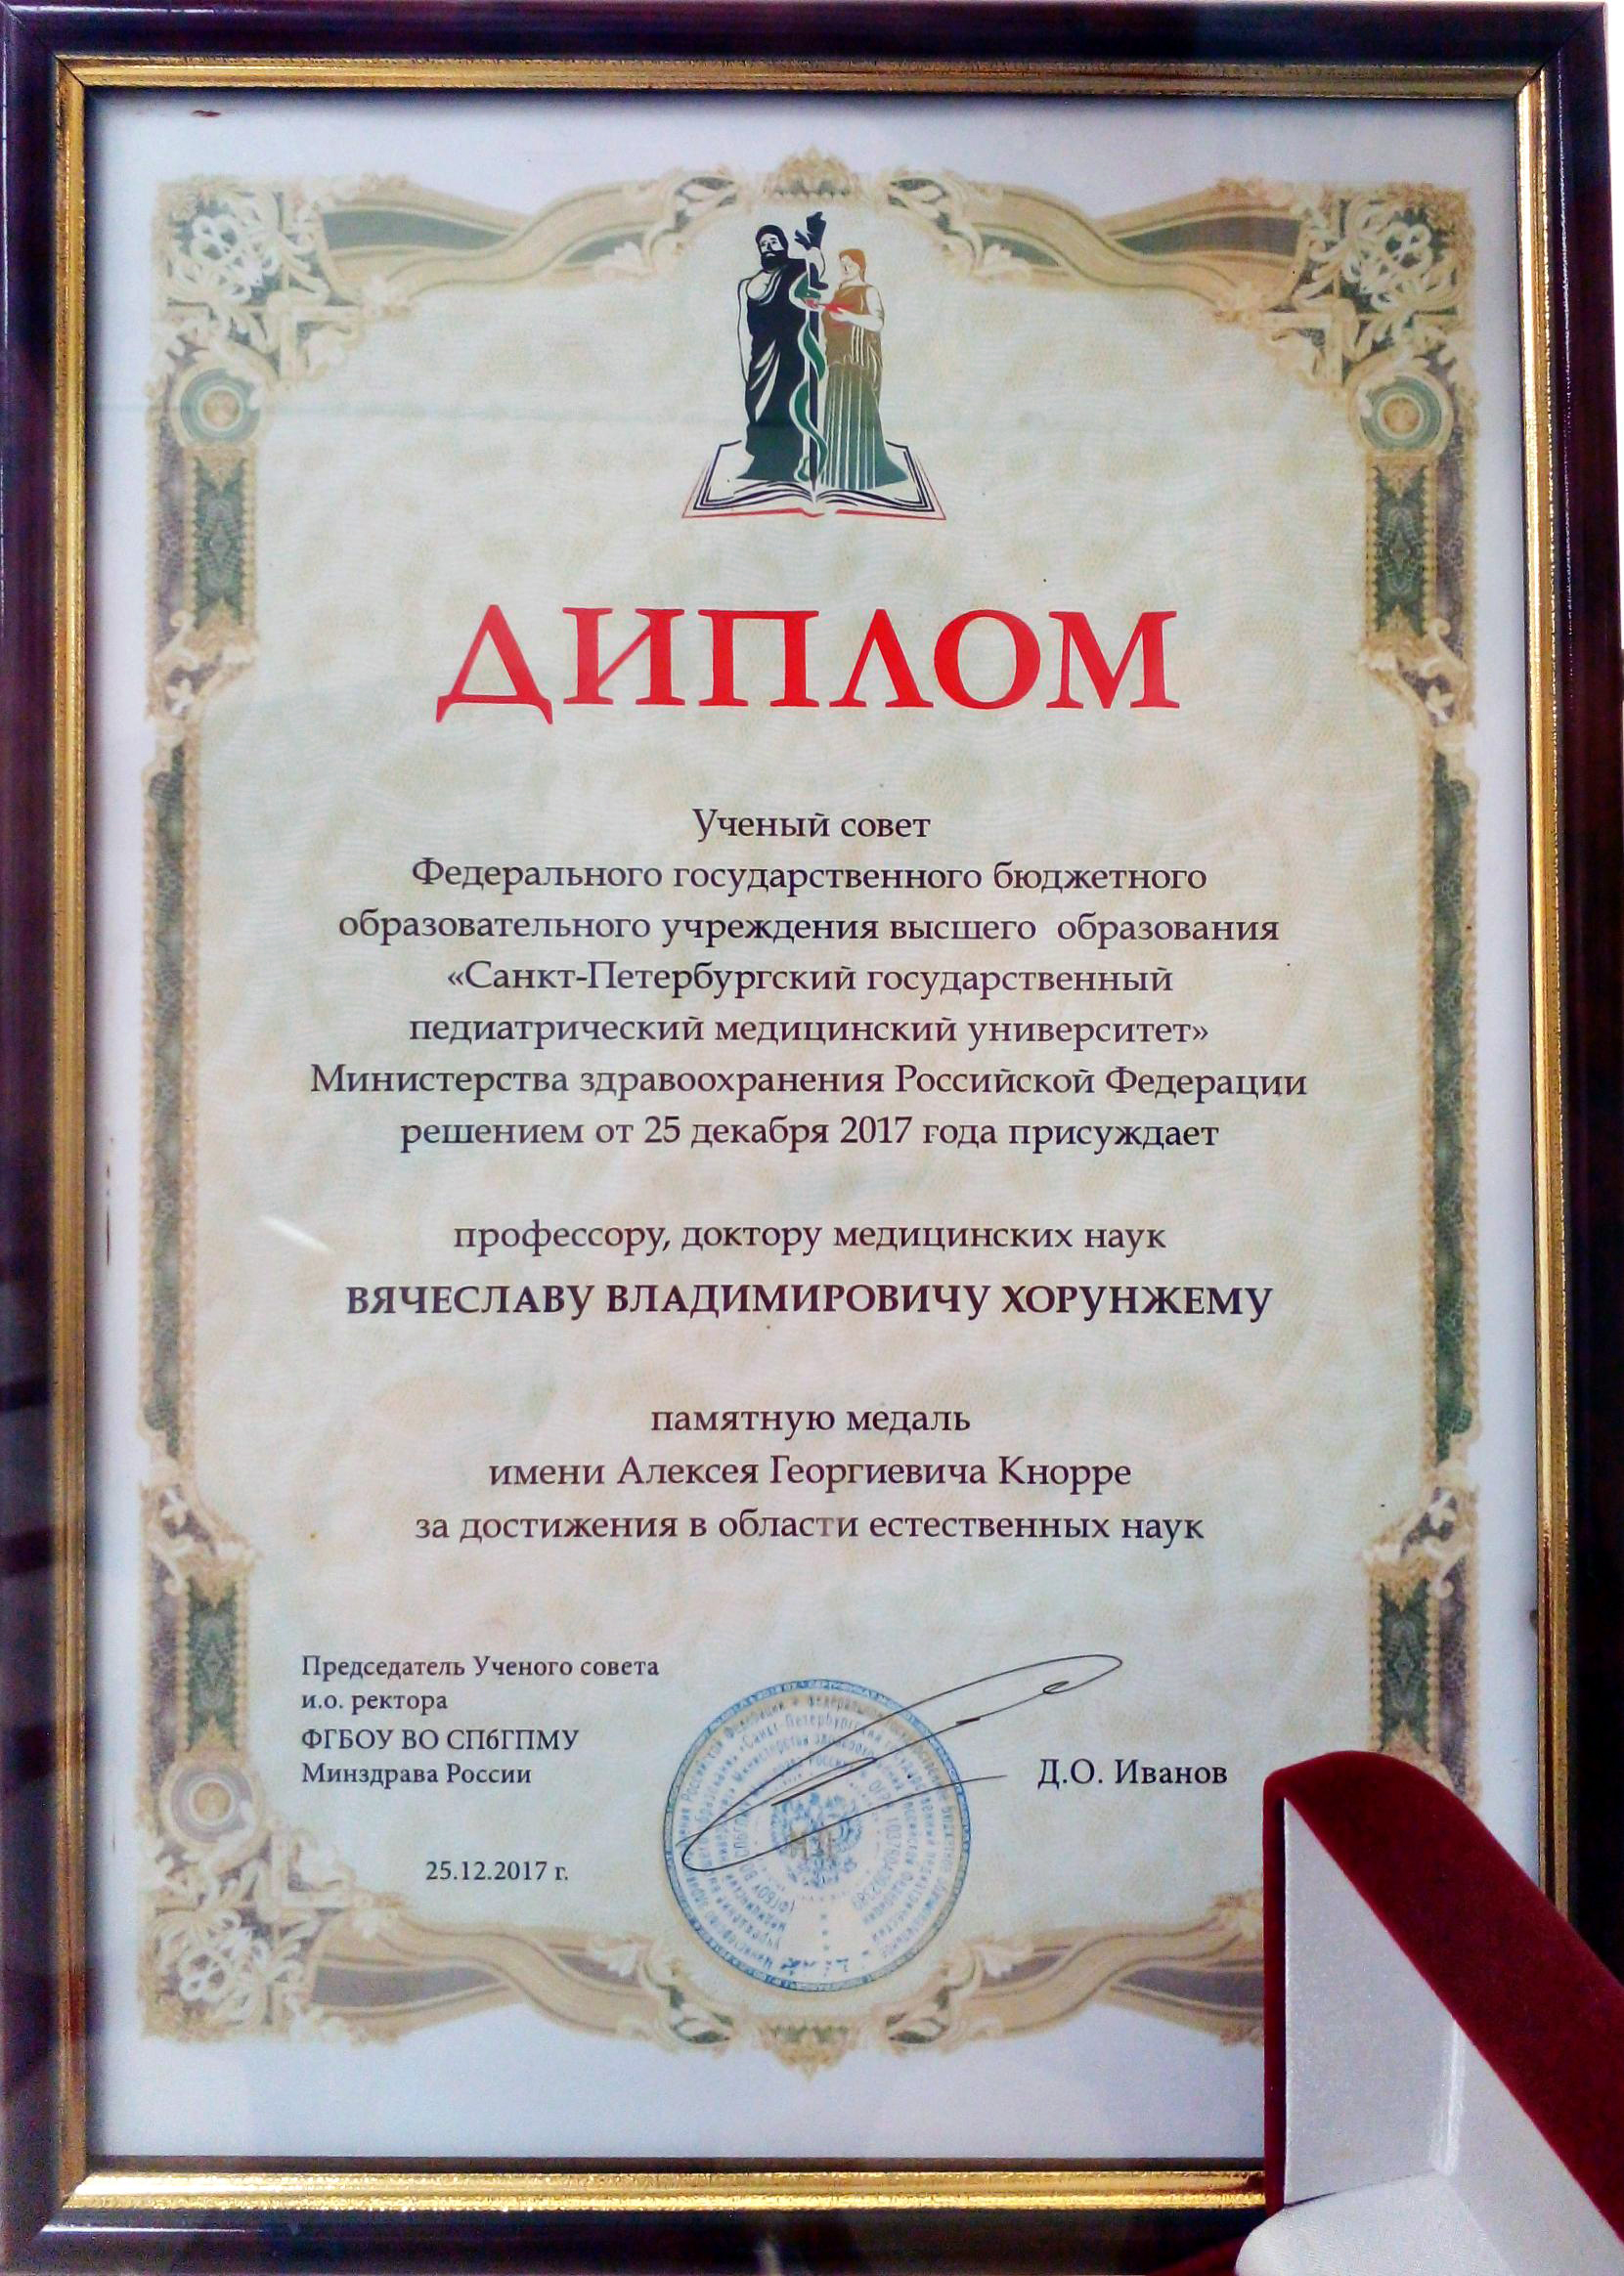 ДИПЛОМ
Ученый совет
Федерального государственного бюджетного
образовательного учреждения высшего образования
«Санкт-Петербургский государственный
педиатрический медицинский университет»
Министерства здравоохранения Российской Федерации
решением от 25 декабря 2017 года присуждает
профессору, доктору медицинских наук
ВЯЧЕСЛАВУ ВЛАДИМИРОВИЧУ ХОРУНЖЕМУ
памятную медаль
имени Алексея Георгиевича Кнорре
за достижения в области естественных наук
Председатель Ученого совета
и.о. ректора
ФГБОУ ВО СПбГПМУ
Минздрава России
Д.О. Иванов
25.12.2017 г.